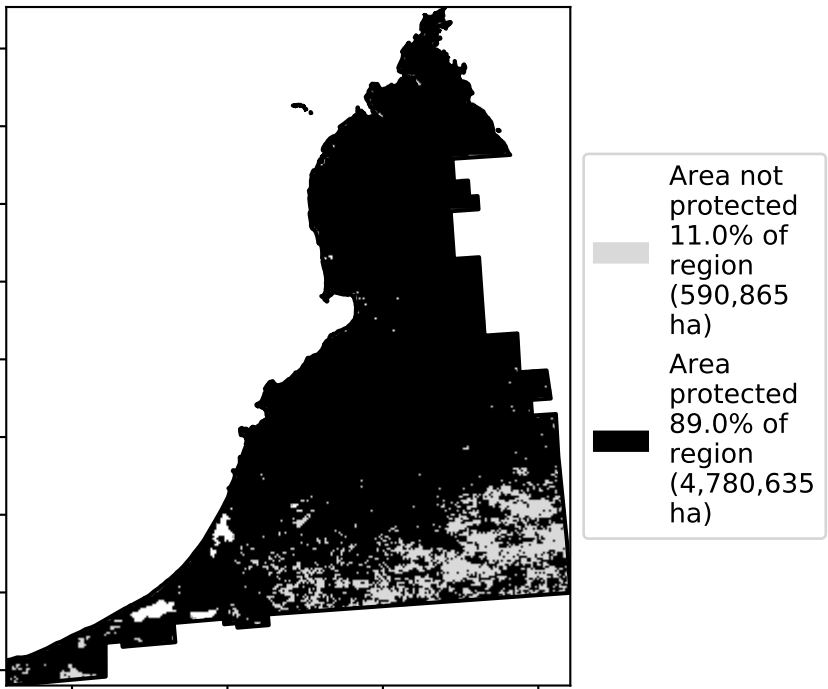 Area not
protected
11.0% of
region
(590,865
ha)
Area
protected
89.0% of
region
(4,780,635
ha)